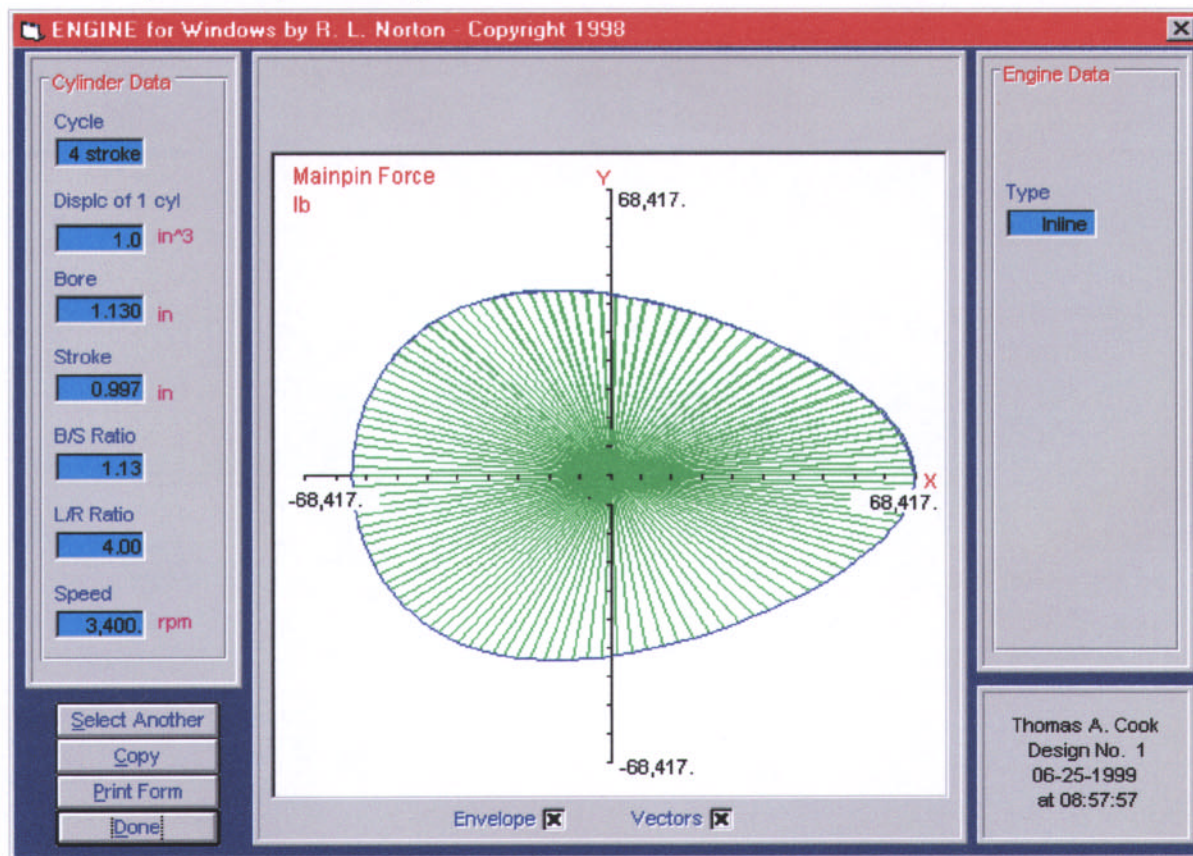 ENGINE for Windows by R. L. Norton - Copyright 1998
Cylinder Data
Cycle
4 stroke
Displc of 1 cyl
1.0 in^3
Bore
1.130 in
Stroke
0.997 in
B/S Ratio
1.13
L/R Ratio
4.00
Speed
3,400. rpm
Select Another
Copy
Print Form
Done
Mainpin Force
lb
Y
68,417.
-68,417.
X
68,417.
-68,417.
Envelope
Vectors
Engine Data
Type
Inline
Thomas A. Cook
Design No. 1
06-25-1999
at 08:57:57